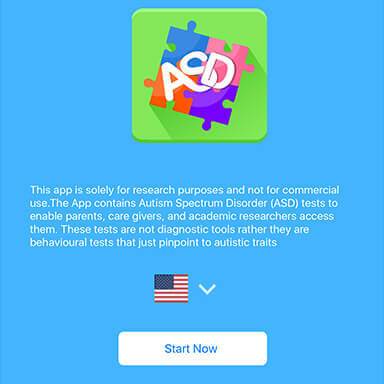 ASD
This app is solely for research purposes and not for commercial
use.The App contains Autism Spectrum Disorder (ASD) tests to
enable parents, care givers, and academic researchers access
them. These tests are not diagnostic tools rather they are
behavioural tests that just pinpoint to autistic traits
Start Now